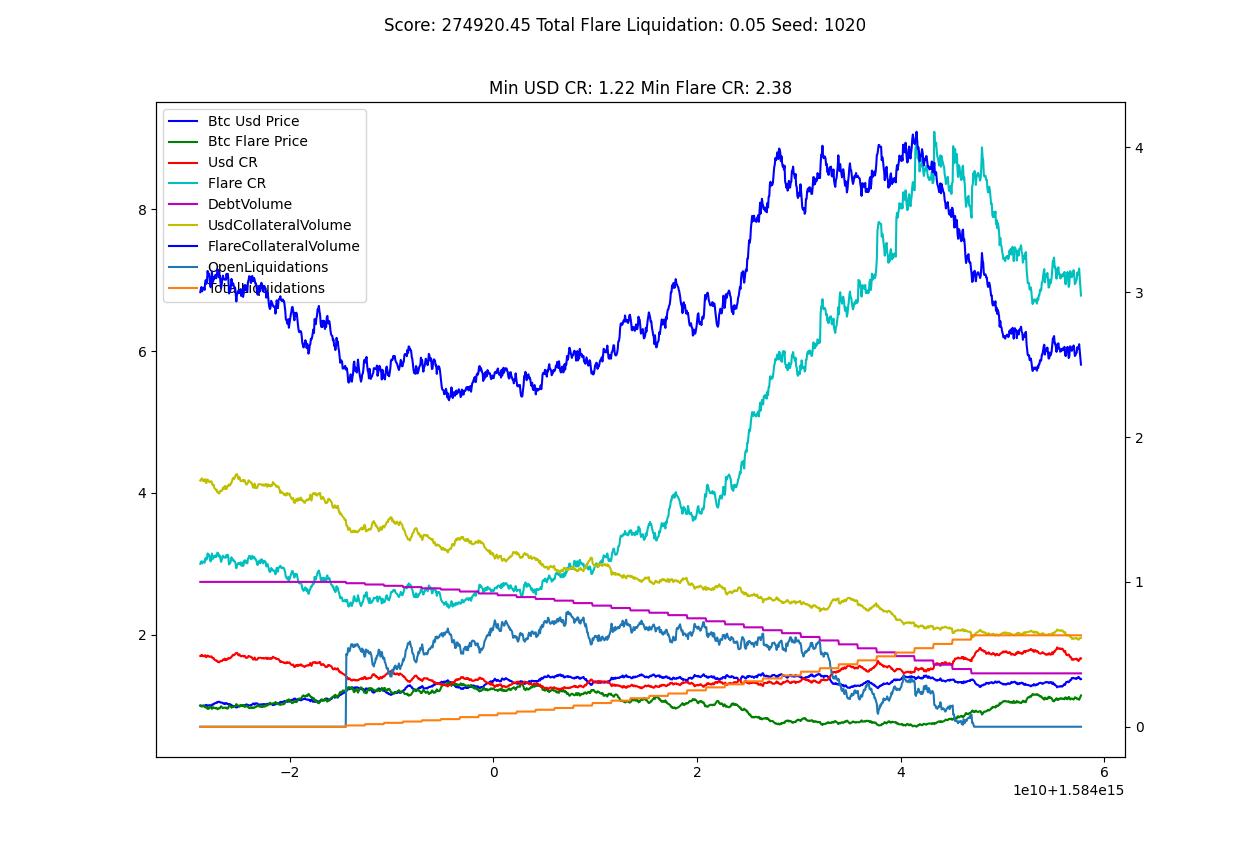 Score: 274920.45 Total Flare Liquidation: 0.05 Seed: 1020
Min USD CR: 1.22 Min Flare CR: 2.38
Btc Usd Price
Btc Flare Price
Usd CR
Flare CR
DebtVolume
UsdCollateralVolume
FlareCollateralVolume
OpenLiquidations
TotalLiquidations
8
6
4
2
4
3
2
1
0
−2
0
2
4
6
1e10+1.584e15